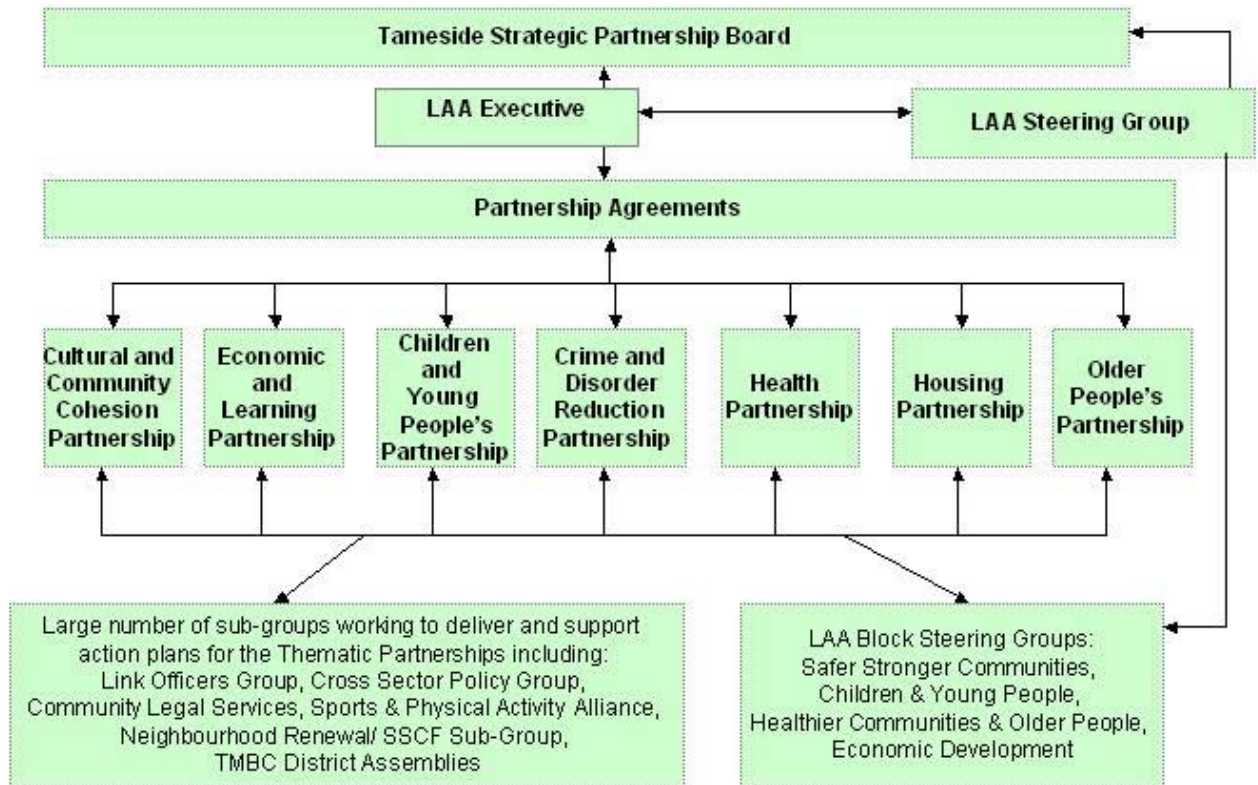 Tameside Strategic Partnership Board
LAA Executive
LAA Steering Group
Partnership Agreements
Cultural and
Community
Cohesion
Partnership
Economic
and
Learning
Partnership
Children
and
Young
People's
Partnership
Crime and
Disorder
Reduction
Partnership
Health
Partnership
Housing
Partnership
Older
People's
Partnership
Large number of sub-groups working to deliver and support
action plans for the Thematic Partnerships including:
Link Officers Group, Cross Sector Policy Group,
Community Legal Services, Sports & Physical Activity Alliance,
Neighbourhood Renewal/ SSCF Sub-Group,
TMBC District Assemblies
LAA Block Steering Groups:
Safer Stronger Communities,
Children & Young People,
Healthier Communities & Older People,
Economic Development